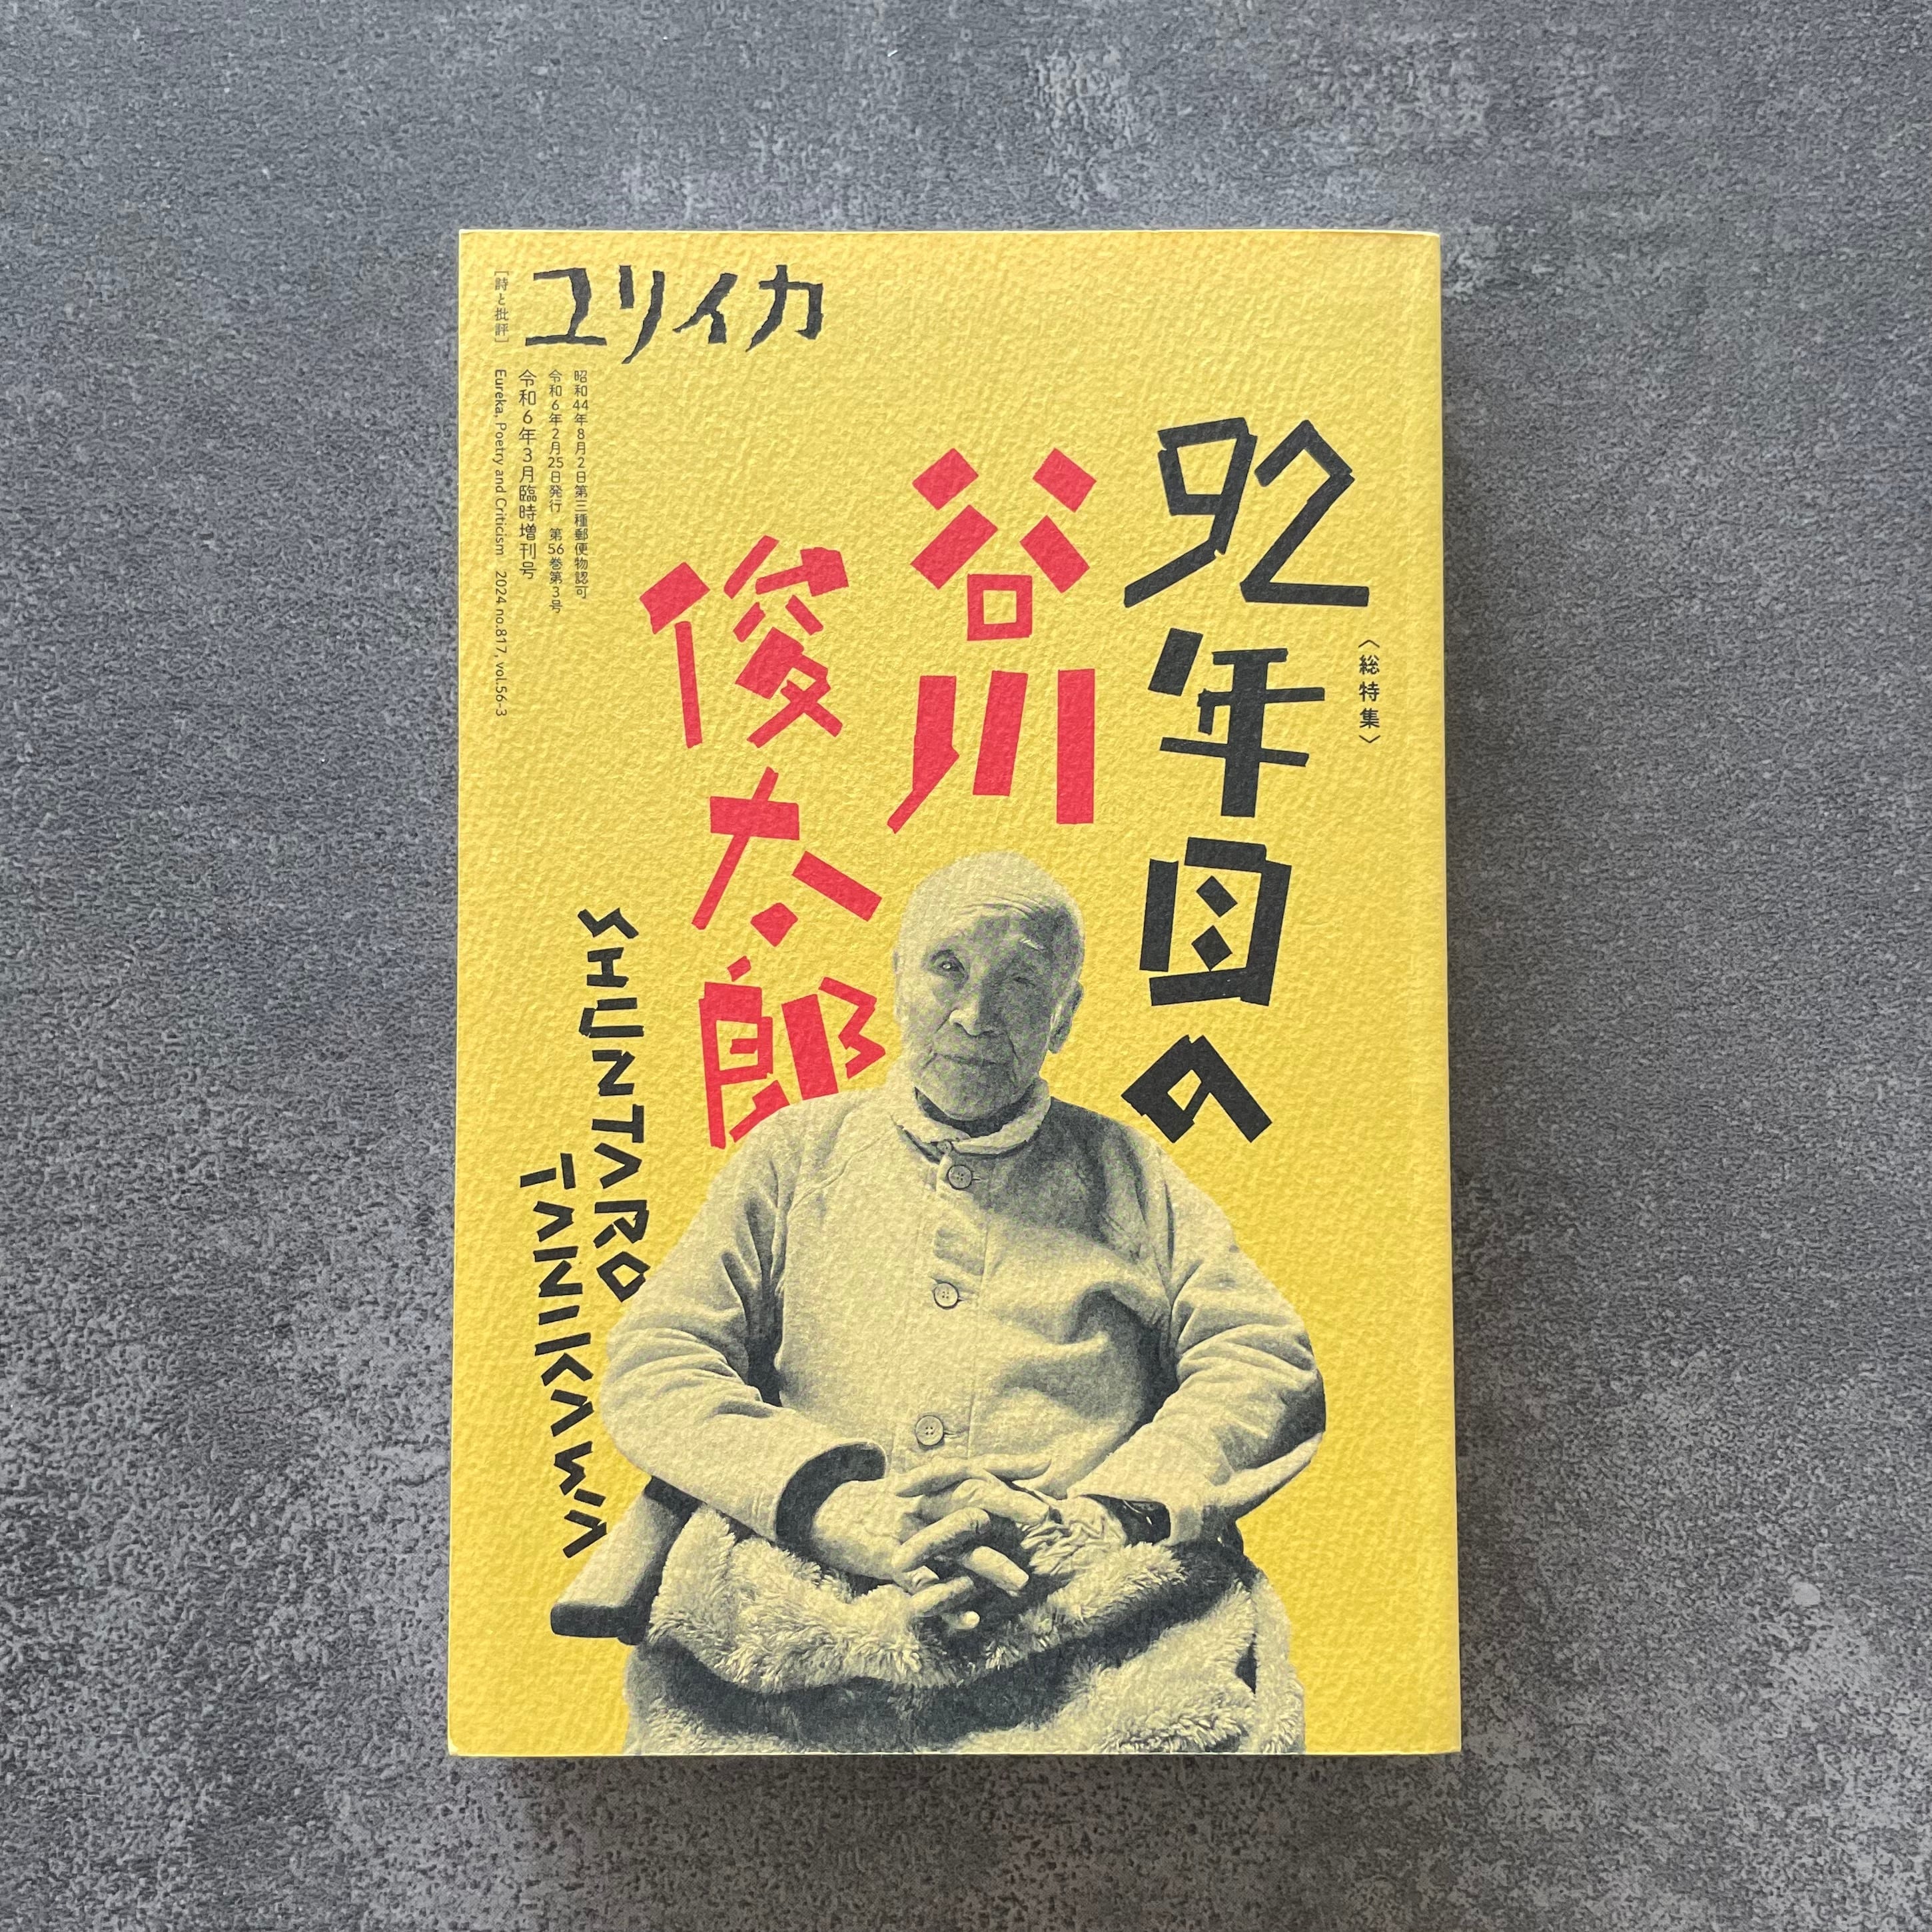 ユリイカ
[詩と批評]
昭和44年8月2日第三種郵便物認可
令和6年2月25日発行 第56巻第3号
令和6年3月臨時増刊号
Eureka, Poetry and Criticism 2024 no.817, vol.56-3
〈総特集〉
92年目の
谷川
俊太郎
SHUNTARO
TANIKAWA